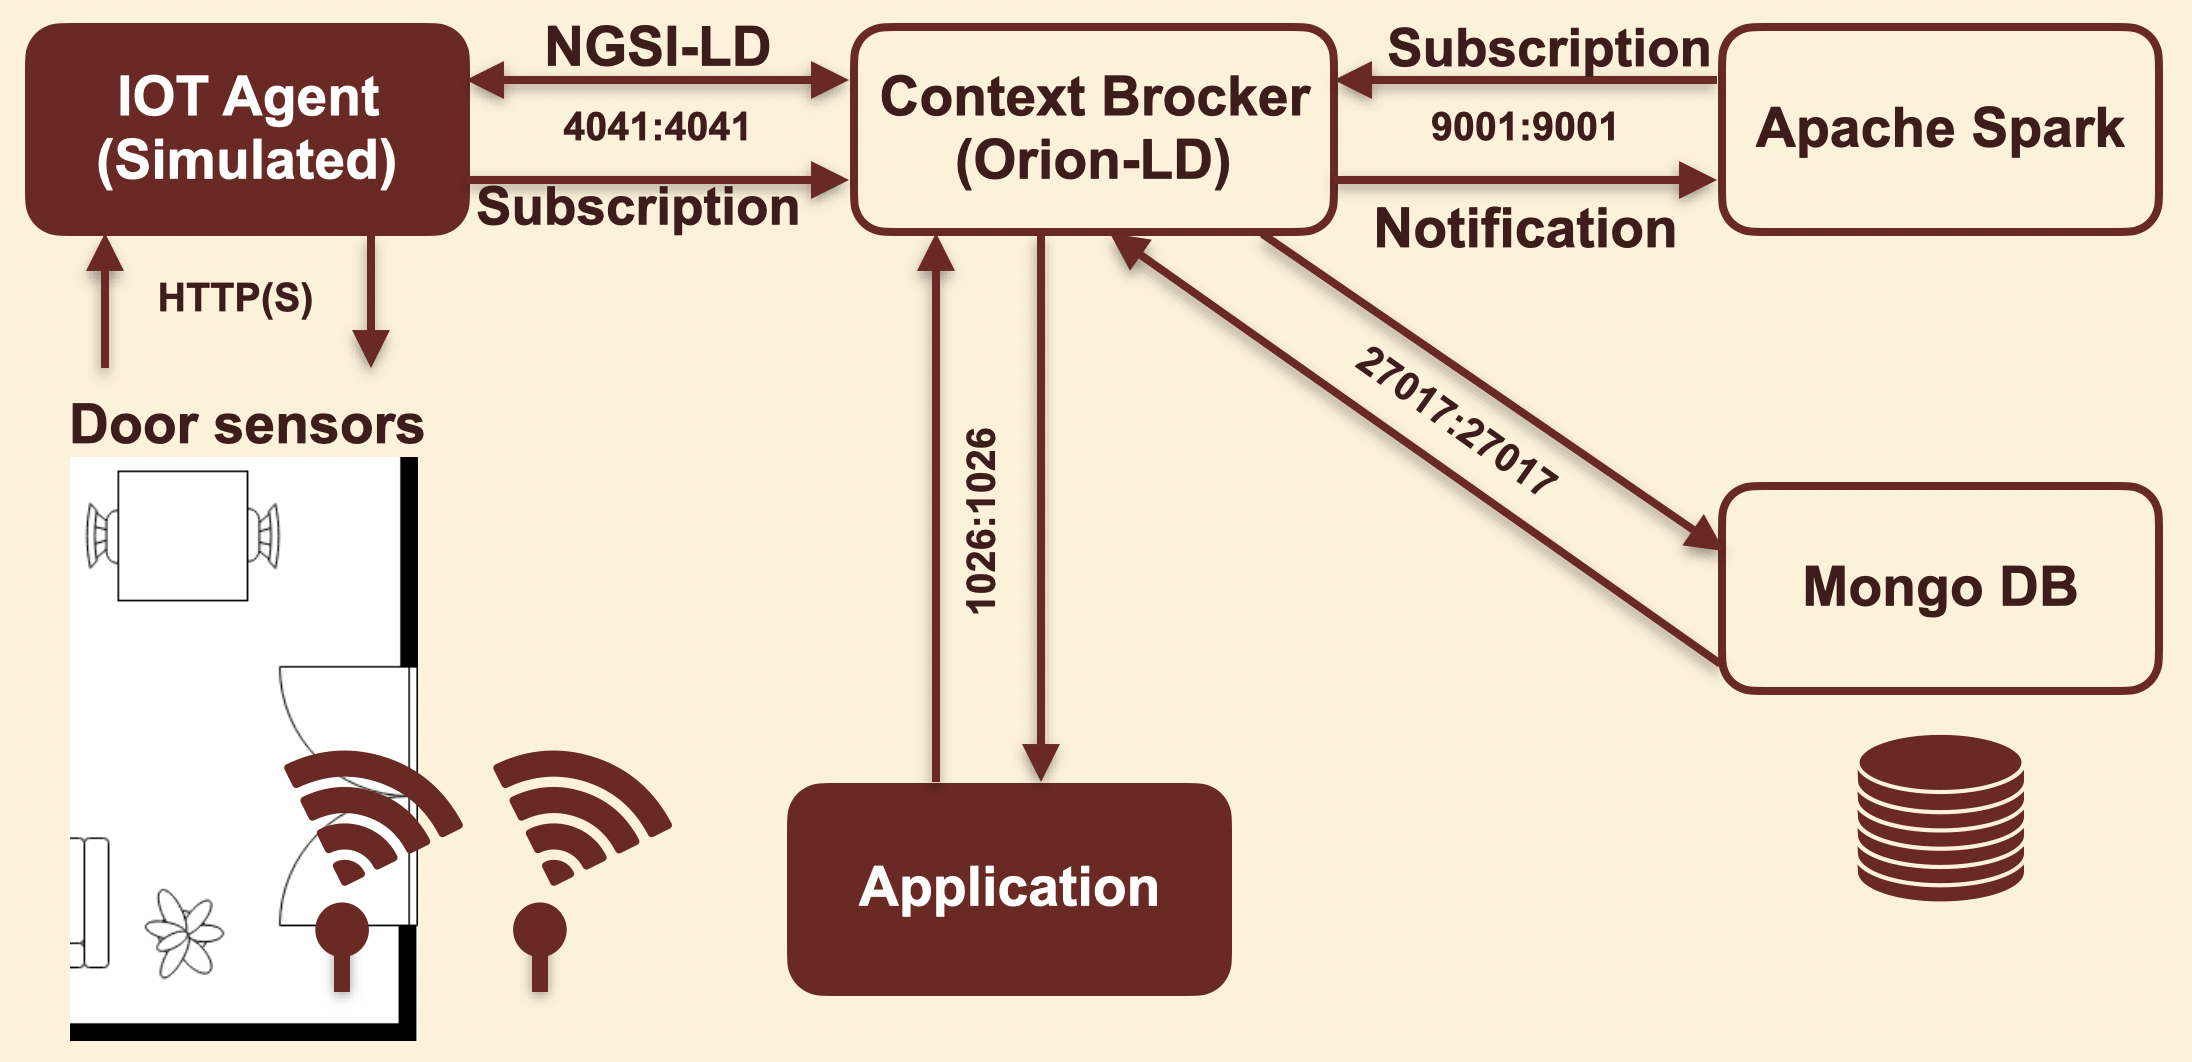 IOT Agent
(Simulated)
NGSI-LD
4041:4041
Subscription
Context Brocker
(Orion-LD)
Subscription
9001:9001
Notification
Apache Spark
HTTP(S)
Door sensors
1026:1026
27017:27017
Mongo DB
Application